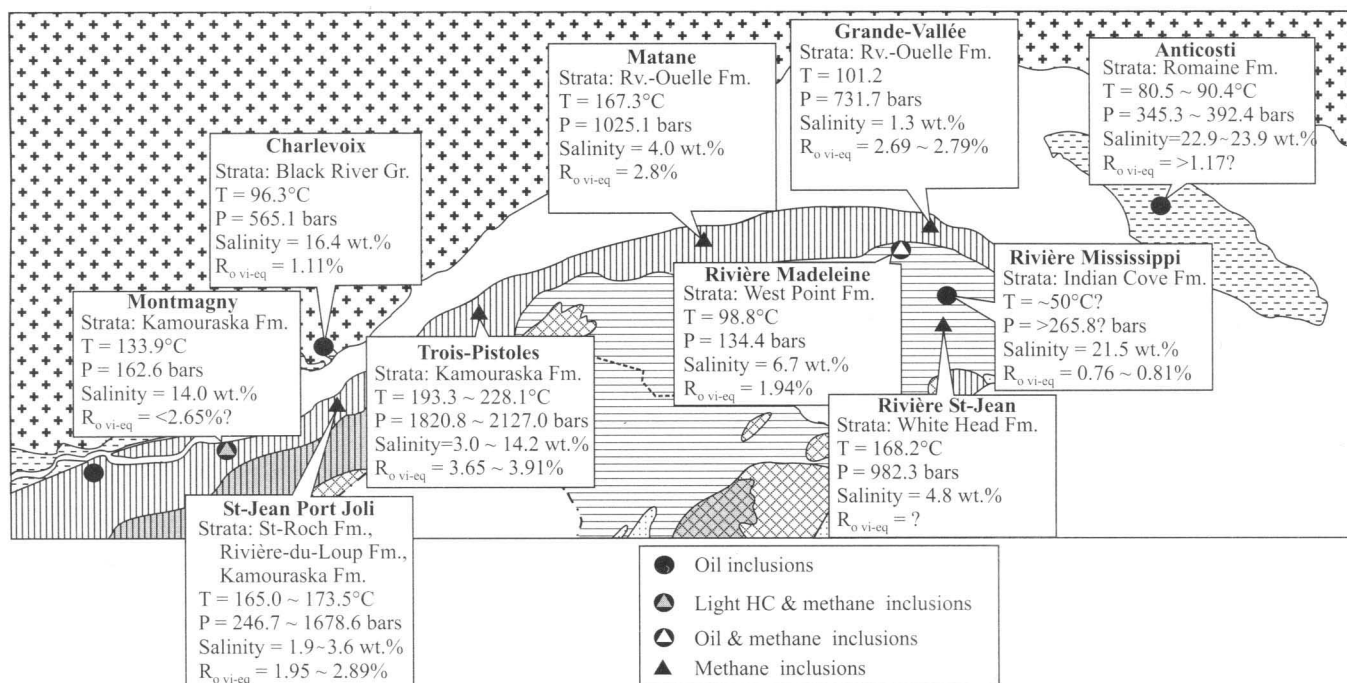 Matane
Strata: Rv.-Ouelle Fm.
T = 167.3°C
P = 1025.1 bars
Salinity = 4.0 wt.%
R₀ vi-eq = 2.8%
Grande-Vallée
Strata: Rv.-Ouelle Fm.
T = 101.2
P = 731.7 bars
Salinity = 1.3 wt.%
R₀ vi-eq = 2.69 ~ 2.79%
Anticosti
Strata: Romaine Fm.
T = 80.5 ~ 90.4°C
P = 345.3 ~ 392.4 bars
Salinity=22.9~23.9 wt.%
R₀ vi-eq = >1.17?
Charlevoix
Strata: Black River Gr.
T = 96.3°C
P = 565.1 bars
Salinity = 16.4 wt.%
R₀ vi-eq = 1.11%
Montmagny
Strata: Kamouraska Fm.
T = 133.9°C
P = 162.6 bars
Salinity = 14.0 wt.%
R₀ vi-eq = <2.65%?
Trois-Pistoles
Strata: Kamouraska Fm.
T = 193.3 ~ 228.1°C
P = 1820.8 ~ 2127.0 bars
Salinity=3.0 ~ 14.2 wt.%
R₀ vi-eq = 3.65 ~ 3.91%
Rivière Madeleine
Strata: West Point Fm.
T = 98.8°C
P = 134.4 bars
Salinity = 6.7 wt.%
R₀ vi-eq = 1.94%
Rivière Mississippi
Strata: Indian Cove Fm.
T = ~50°C?
P = >265.8? bars
Salinity = 21.5 wt.%
R₀ vi-eq = 0.76 ~ 0.81%
Rivière St-Jean
Strata: White Head Fm.
T = 168.2°C
P = 982.3 bars
Salinity = 4.8 wt.%
R₀ vi-eq = ?
St-Jean Port Joli
Strata: St-Roch Fm.,
Rivière-du-Loup Fm.,
Kamouraska Fm.
T = 165.0 ~ 173.5°C
P = 246.7 ~ 1678.6 bars
Salinity = 1.9~3.6 wt.%
R₀ vi-eq = 1.95 ~ 2.89%
Oil inclusions
Light HC & methane inclusions
Oil & methane inclusions
Methane inclusions